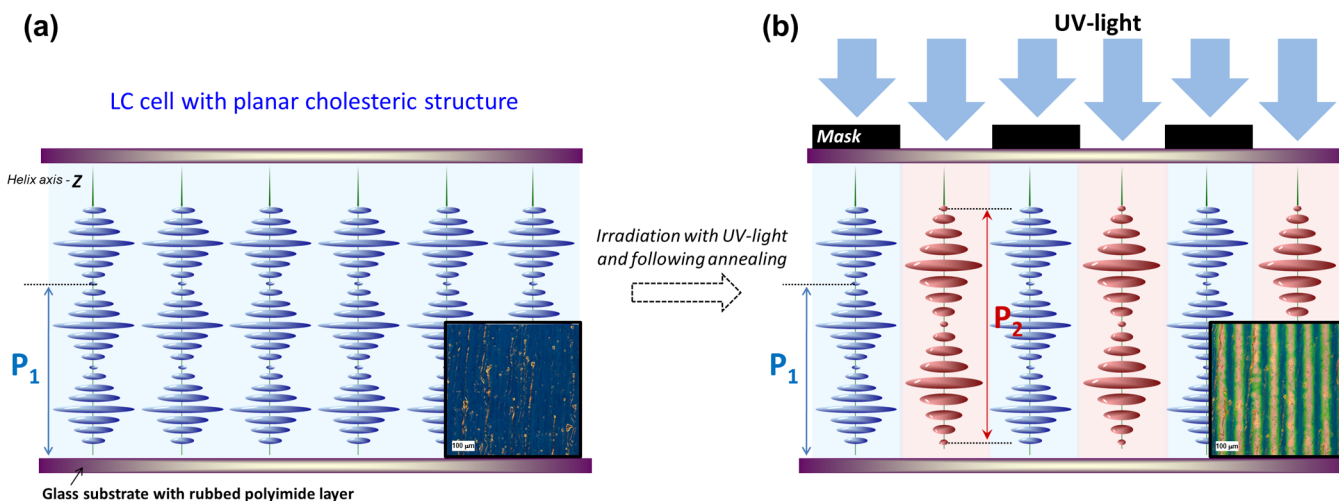 (a)
LC cell with planar cholesteric structure
Helix axis - Z
P1
100 μm
Glass substrate with rubbed polyimide layer
Irradiation with UV-light
and following annealing
(b)
UV-light
Mask
P1
P2
100 μm